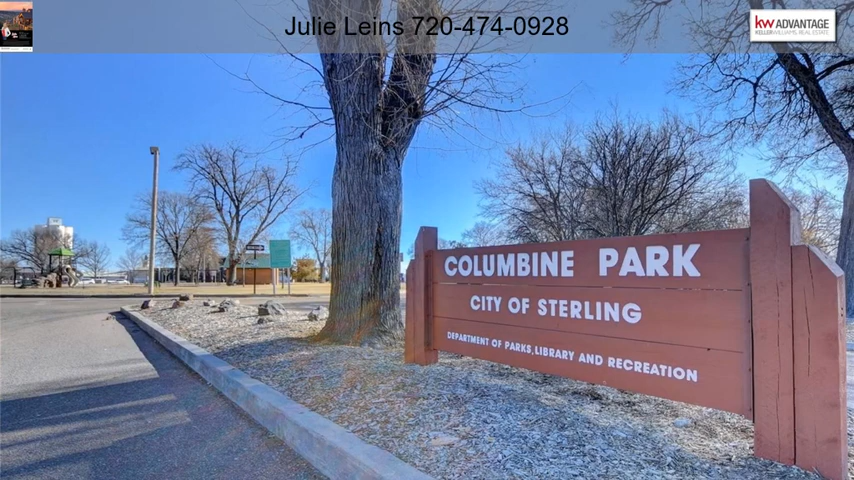 Julie Leins 720-474-0928
kw ADVANTAGE
KELLERWILLIAMS. REAL ESTATE
COLUMBINE PARK
CITY OF STERLING
DEPARTMENT OF PARKS, LIBRARY AND RECREATION